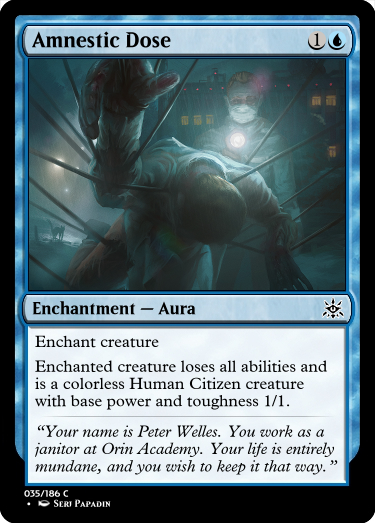 Amnestic Dose 1
Enchantment — Aura
Enchant creature
Enchanted creature loses all abilities and
is a colorless Human Citizen creature
with base power and toughness 1/1.
“Your name is Peter Welles. You work as a
janitor at Orin Academy. Your life is entirely
mundane, and you wish to keep it that way.”
035/186 C
• Serj Papadin